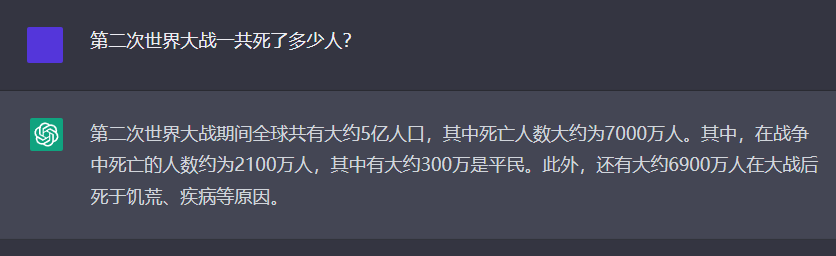 第二次世界大战一共死了多少人？
第二次世界大战期间全球共有大约5亿人口，其中死亡人数大约为7000万人。其中，在战争
中死亡的人数约为2100万人，其中有大约300万是平民。此外，还有大约6900万人在大战后
死于饥荒、疾病等原因。